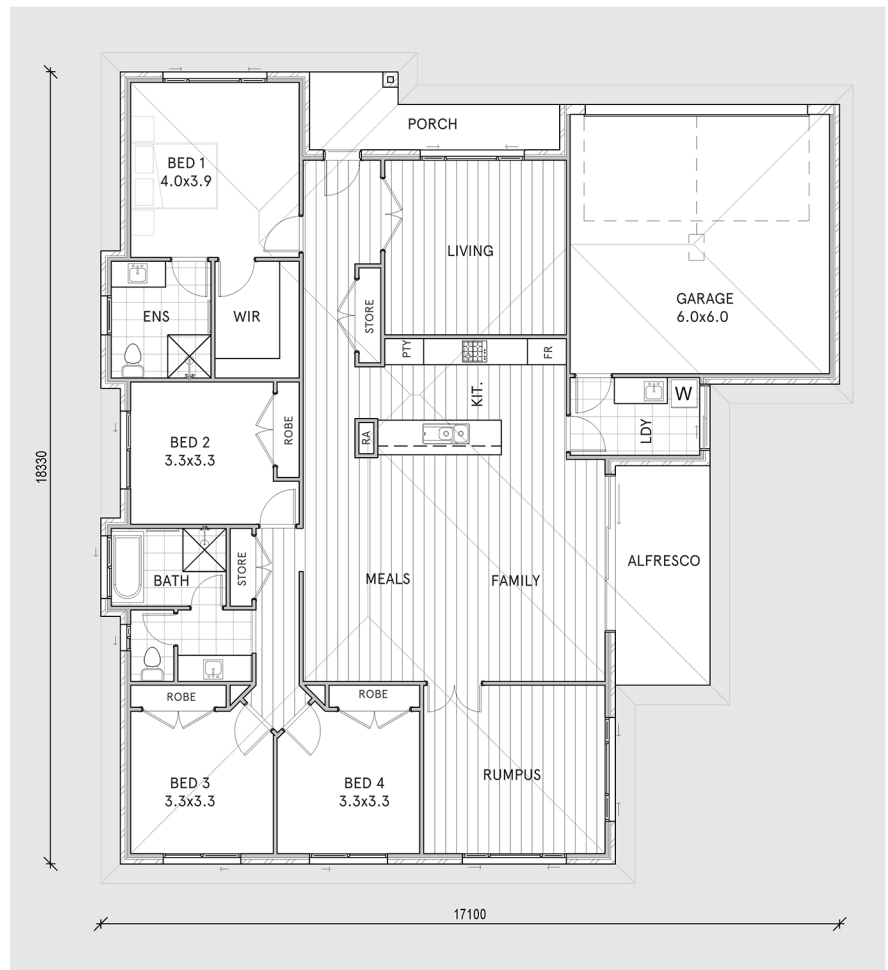 PORCH
BED 1
4.0x3.9
LIVING
GARAGE
6.0x6.0
ENS
WIR
STORE
PTY
FR
KIT.
W
LDY
RA
BED 2
3.3x3.3
ROBE
BATH
STORE
MEALS
FAMILY
ALFRESCO
ROBE
ROBE
BED 3
3.3x3.3
BED 4
3.3x3.3
RUMPUS
18330
17100